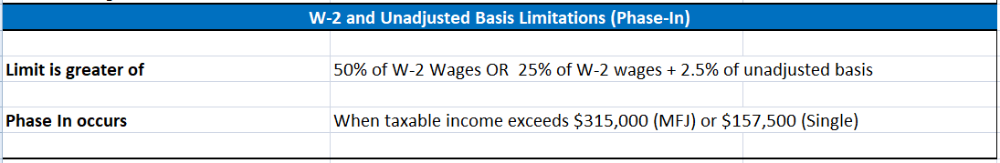 W-2 and Unadjusted Basis Limitations (Phase-In)
Limit is greater of 50% of W-2 Wages OR  25% of W-2 wages + 2.5% of unadjusted basis
Phase In occurs When taxable income exceeds $315,000 (MFJ) or $157,500 (Single)